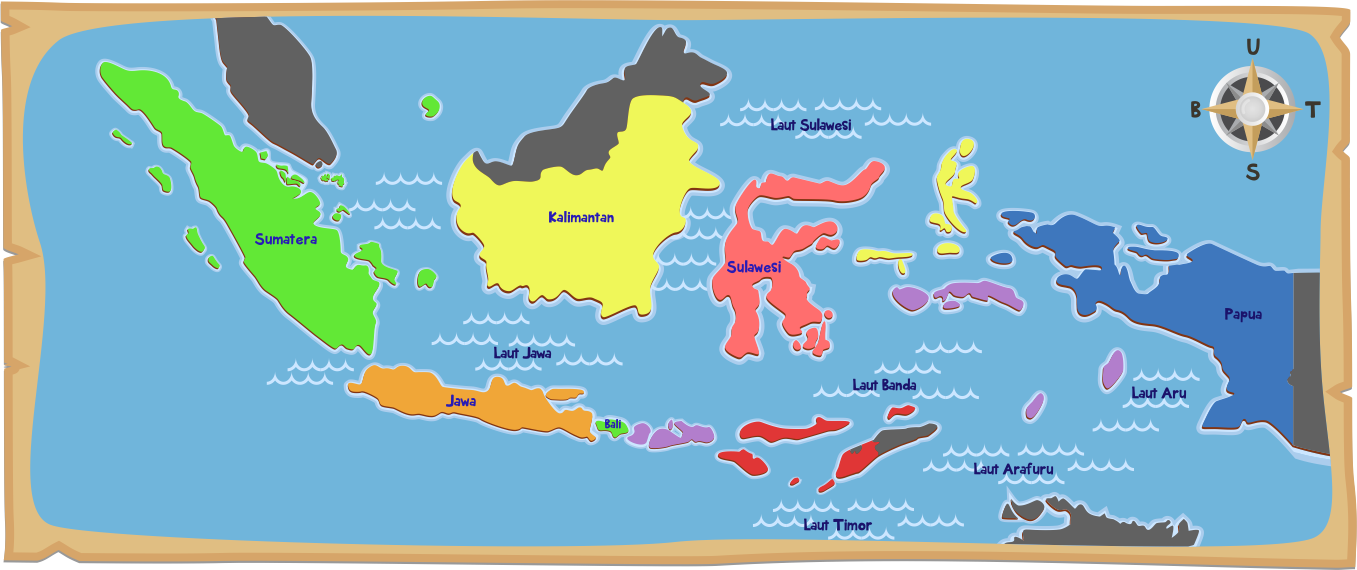 U
B
T
S
Laut Sulawesi
Kalimantan
Sumatera
Sulawesi
Papua
Laut Jawa
Laut Banda
Laut Aru
Jawa
Bali
Laut Arafuru
Laut Timor